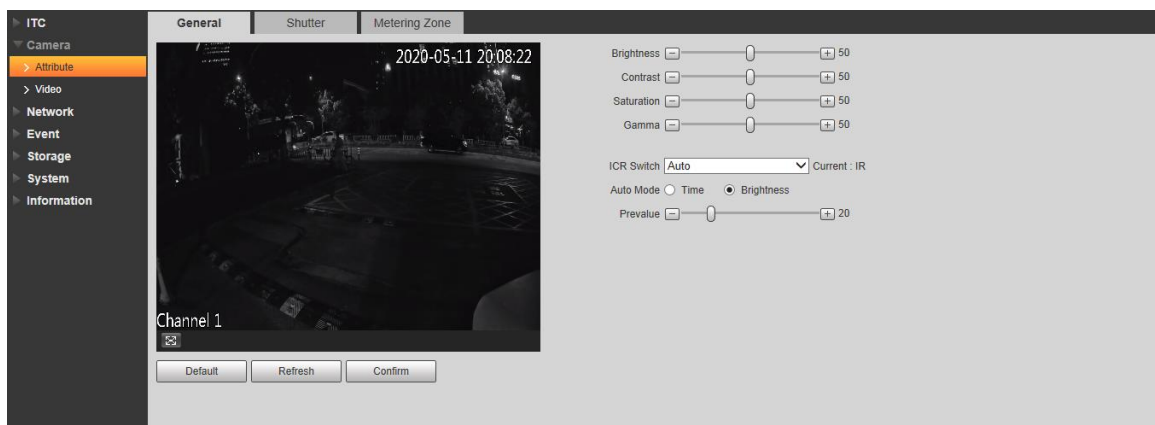 ITC
Camera
Attribute
Video
Network
Event
Storage
System
Information
General Shutter Metering Zone
2020-05-11 20:08:22
Channel 1
Default Refresh Confirm
Brightness 50
Contrast 50
Saturation 50
Gamma 50
ICR Switch Auto Current : IR
Auto Mode Time Brightness
Prevalue 20